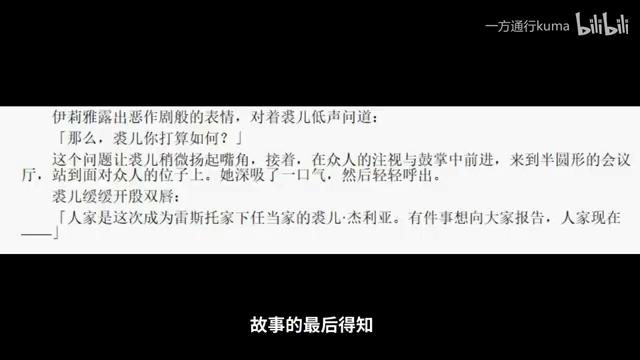 一方通行kuma bilibili
伊莉雅露出恶作剧般的表情，对着裘儿低声问道：
「那么，裘儿你打算如何？」
这个问题让裘儿稍微扬起嘴角，接着，在众人的注视与鼓掌中前进，来到半圆形的会议
厅，站到面对众人的位子上。她深吸了一口气，然后轻轻呼出。
裘儿缓缓开殷双唇：
「人家是这次成为雷斯托家下任当家的裘儿·杰利亚。有件事想向大家报告，人家现在
——」
故事的最后得知